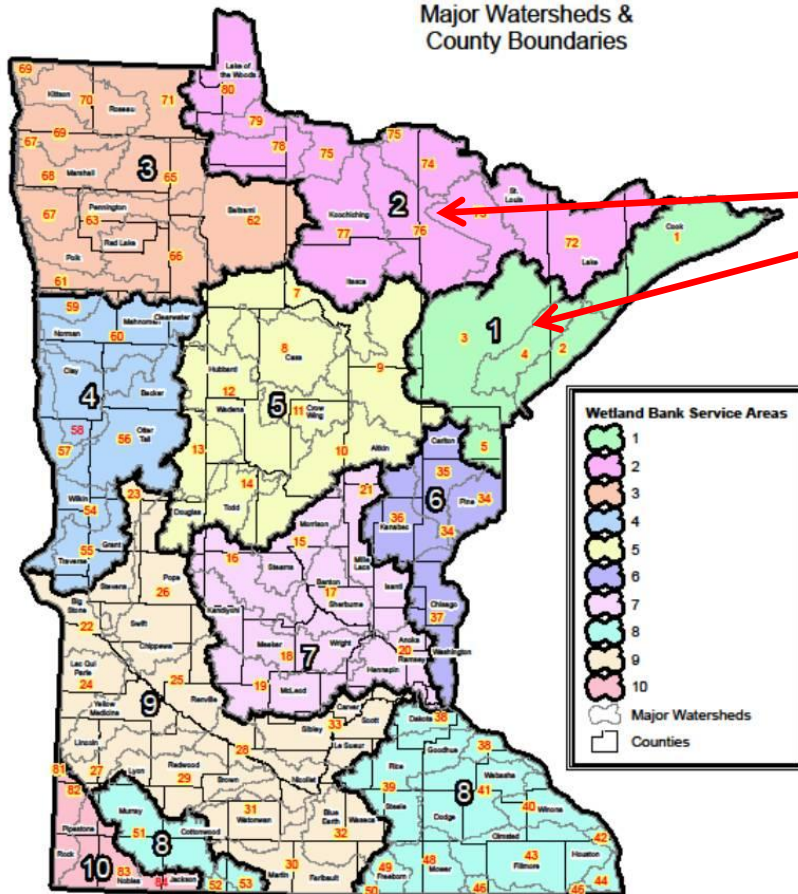 Major Watersheds &
County Boundaries
69
Lake of
the Woods
80
Kittson
70
Roseau
71
79
75
67
69
78
75
74
68
Marshall
3
65
St.
Louis
Pennington
Beltrami
Koochiching
2
Cook
67
63
62
73
1
Red Lake
77
76
72
Polk
66
Lake
Itasca
61
7
59
Clearwater
Mahnomen
1
Norman
60
8
3
4
2
Cass
9
Clay
Hubbard
4
Becker
12
5
Wadena
11
Crow
Wing
58
56
Otter
Tail
57
13
10
Aitkin
Carlton
5
35
14
21
6
Pine
34
Wilkin
23
Todd
54
Douglas
Morrison
36
Kanabec
34
55
Grant
15
Traverse
16
Mille
Lacs
Stearns
Stevens
Pope
Benton
Isanti
26
17
Chisago
Big
Stone
Kandiyohi
Sherburne
37
22
Swift
Anoka
Meeker
Wright
20
Ramsey
Washington
Chippewa
18
7
Hennepin
Lac Qui
Parle
24
25
19
McLeod
Renville
Yellow
Medicine
9
Carver
Scott
Dakota
38
Sibley
33
Lincoln
28
Le Sueur
Goodhue
38
Rice
81
27
Lyon
Redwood
Wabasha
82
29
Brown
Nicollet
39
8
41
Murray
31
Steele
40
Winona
Pipestone
51
Cottonwood
Watonwan
Blue
Earth
Waseca
Dodge
8
32
Olmsted
42
Rock
10
83
30
48
43
Houston
Nobles
84
Jackson
52
53
Martin
Faribault
49
Freeborn
Mower
Fillmore
44
50
46
46
Wetland Bank Service Areas
1
2
3
4
5
6
7
8
9
10
Major Watersheds
Counties